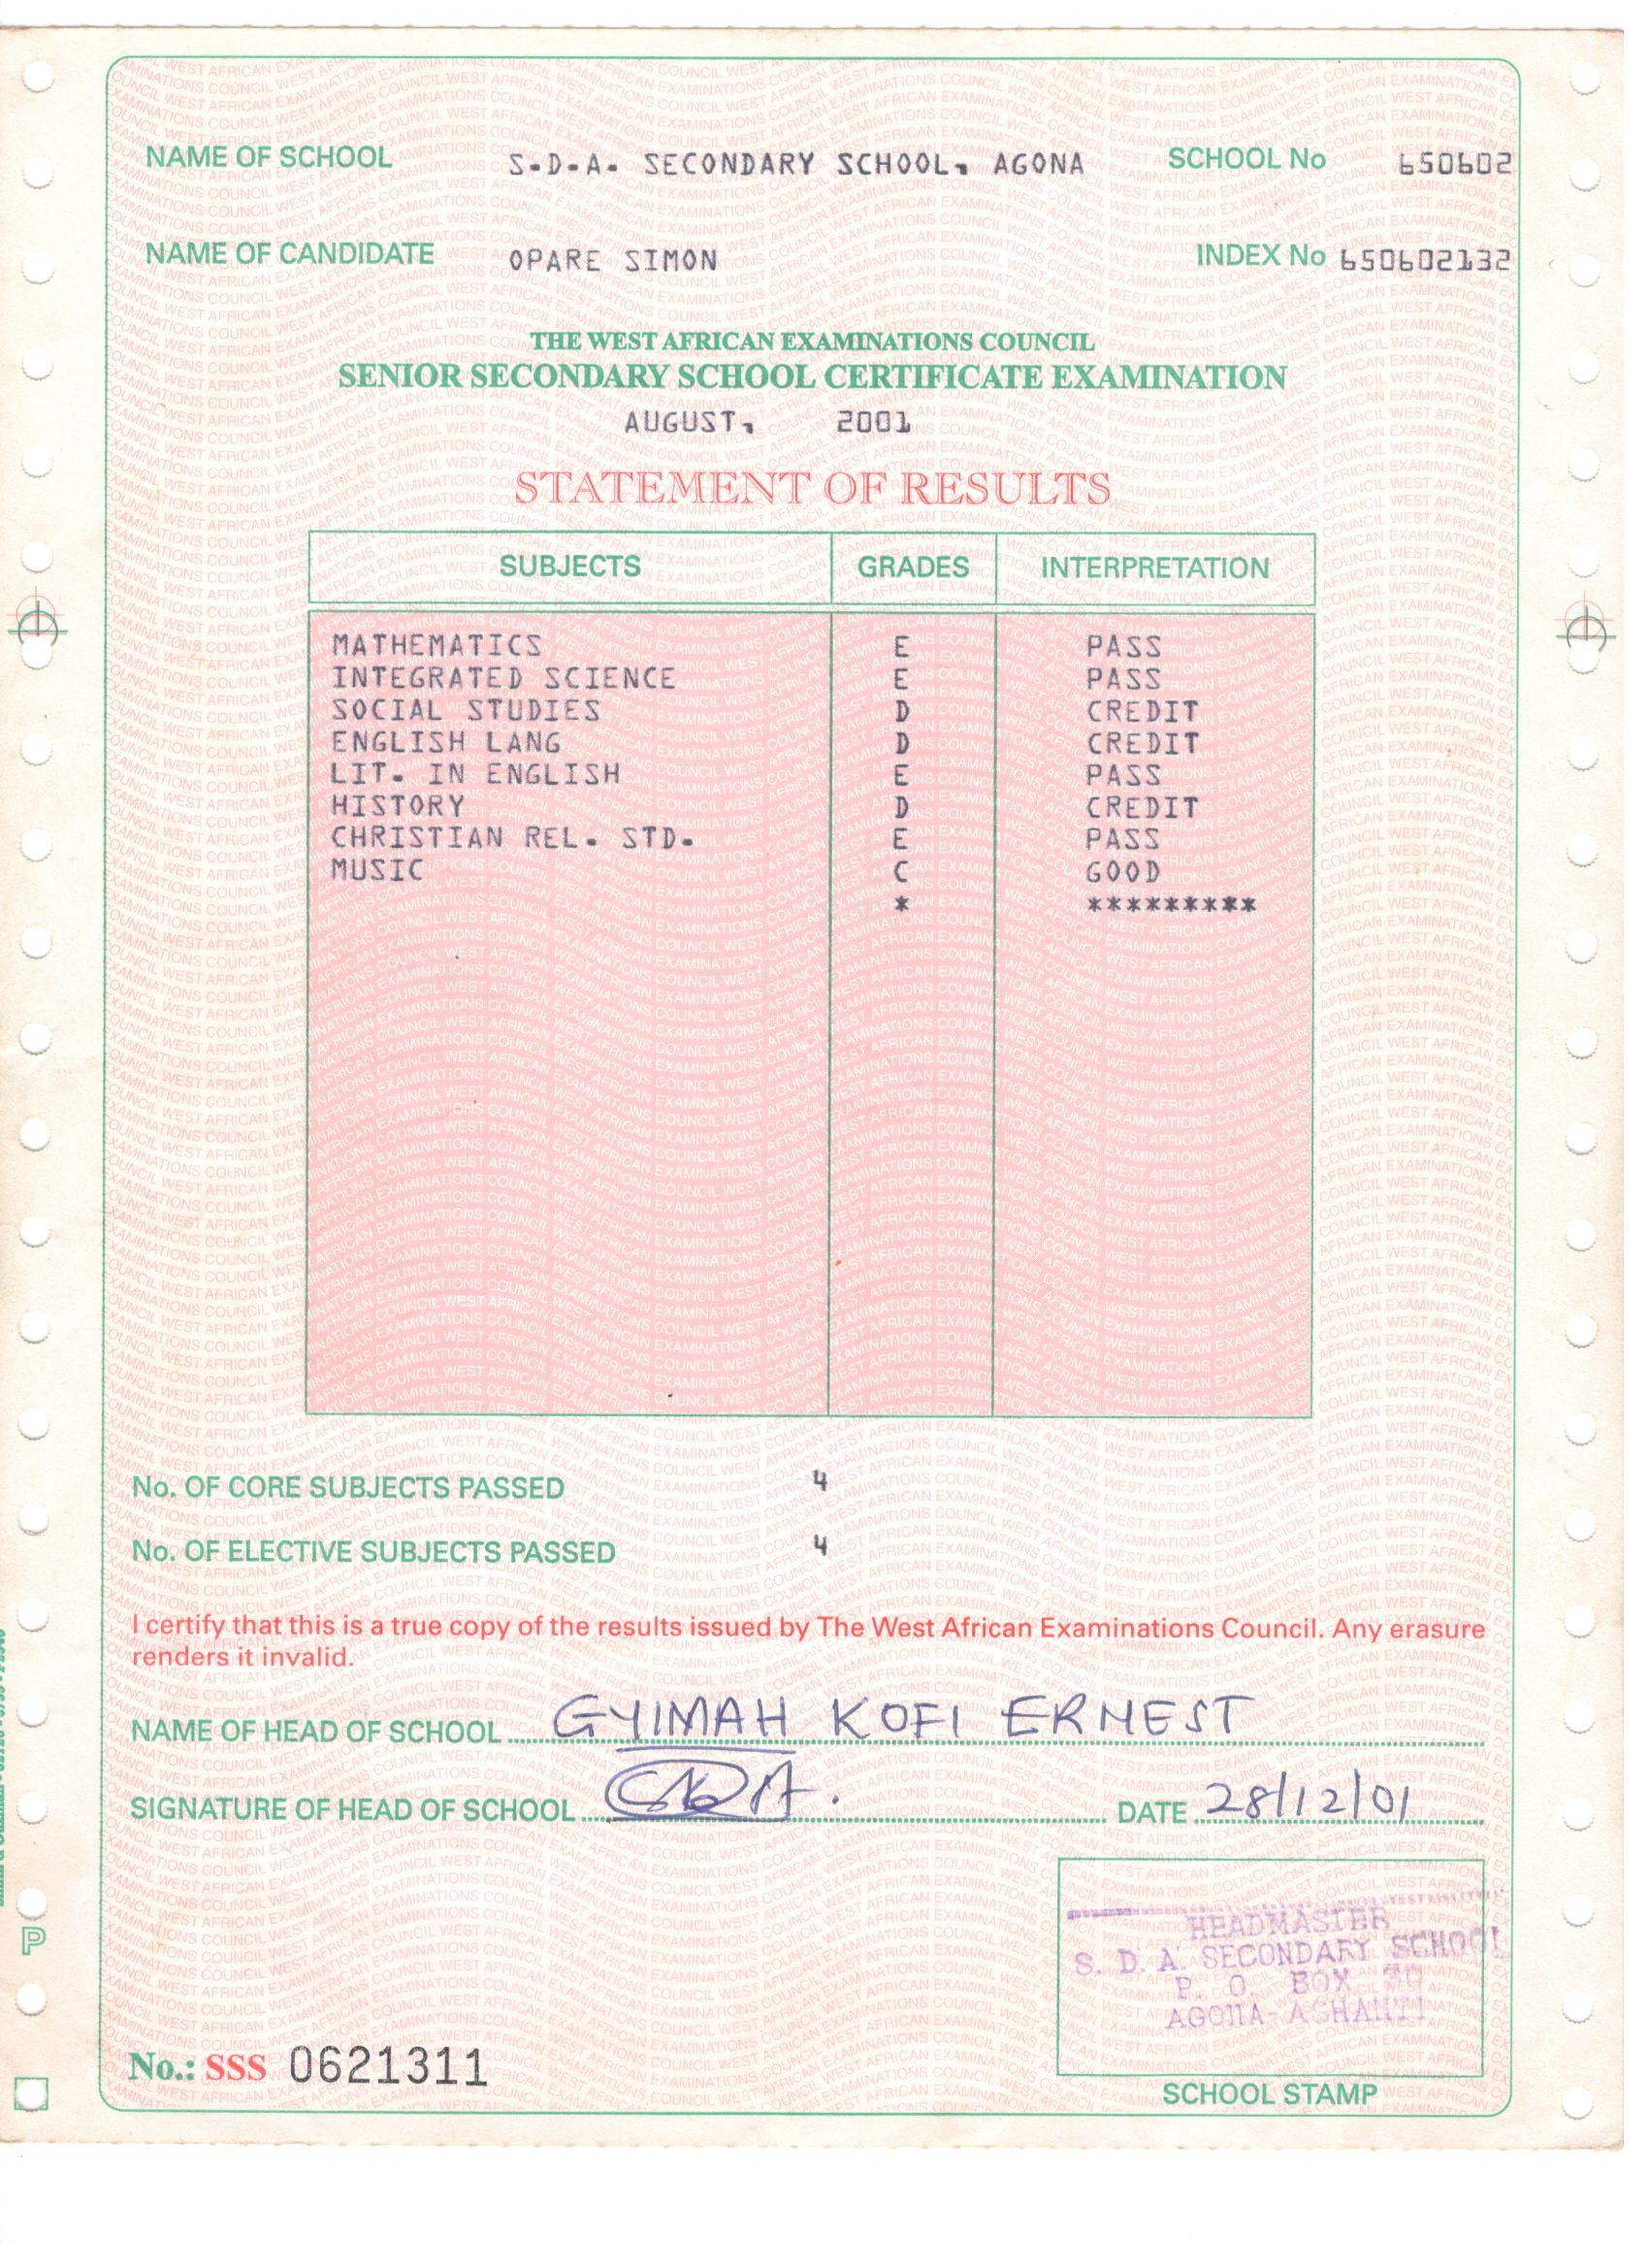 NAME OF SCHOOL S.D.A. SECONDARY SCHOOL, AGONA SCHOOL No 650602
NAME OF CANDIDATE OPARE SIMON INDEX No 650602132
THE WEST AFRICAN EXAMINATIONS COUNCIL
SENIOR SECONDARY SCHOOL CERTIFICATE EXAMINATION
AUGUST, 2001
STATEMENT OF RESULTS
SUBJECTS GRADES INTERPRETATION
MATHEMATICS E PASS
INTEGRATED SCIENCE E PASS
SOCIAL STUDIES D CREDIT
ENGLISH LANG D CREDIT
LIT. IN ENGLISH E PASS
HISTORY D CREDIT
CHRISTIAN REL. STD. E PASS
MUSIC C GOOD
* *********
No. OF CORE SUBJECTS PASSED 4
No. OF ELECTIVE SUBJECTS PASSED 4
I certify that this is a true copy of the results issued by The West African Examinations Council. Any erasure
renders it invalid.
NAME OF HEAD OF SCHOOL GYIMAH KOFI ERNEST
SIGNATURE OF HEAD OF SCHOOL DATE 28/12/01
HEADMASTER
S. D. A. SECONDARY SCHOOL
P. O. BOX
AGONA-ASHANTI
P
No.: SSS 0621311
SCHOOL STAMP